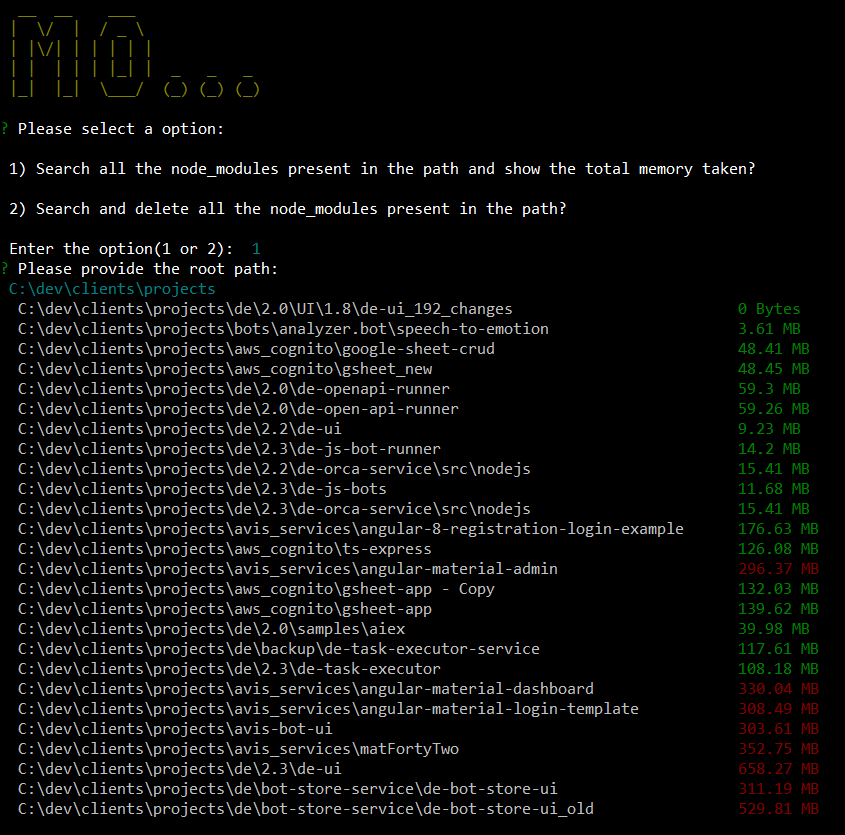 MO...
? Please select a option:
1) Search all the node_modules present in the path and show the total memory taken?
2) Search and delete all the node_modules present in the path?
Enter the option(1 or 2):  1
? Please provide the root path:
C:\dev\clients\projects
C:\dev\clients\projects\de\2.0\UI\1.8\de-ui_192_changes 0 Bytes
C:\dev\clients\projects\bots\analyzer.bot\speech-to-emotion 3.61 MB
C:\dev\clients\projects\aws_cognito\google-sheet-crud 48.41 MB
C:\dev\clients\projects\aws_cognito\gsheet_new 48.45 MB
C:\dev\clients\projects\de\2.0\de-openapi-runner 59.3 MB
C:\dev\clients\projects\de\2.0\de-open-api-runner 59.26 MB
C:\dev\clients\projects\de\2.2\de-ui 9.23 MB
C:\dev\clients\projects\de\2.3\de-js-bot-runner 14.2 MB
C:\dev\clients\projects\de\2.2\de-orca-service\src\nodejs 15.41 MB
C:\dev\clients\projects\de\2.3\de-js-bots 11.68 MB
C:\dev\clients\projects\de\2.3\de-orca-service\src\nodejs 15.41 MB
C:\dev\clients\projects\avis_services\angular-8-registration-login-example 176.63 MB
C:\dev\clients\projects\aws_cognito\ts-express 126.08 MB
C:\dev\clients\projects\avis_services\angular-material-admin 296.37 MB
C:\dev\clients\projects\aws_cognito\gsheet-app - Copy 132.03 MB
C:\dev\clients\projects\aws_cognito\gsheet-app 139.62 MB
C:\dev\clients\projects\de\2.0\samples\aiex 39.98 MB
C:\dev\clients\projects\de\backup\de-task-executor-service 117.61 MB
C:\dev\clients\projects\de\2.3\de-task-executor 108.18 MB
C:\dev\clients\projects\avis_services\angular-material-dashboard 330.04 MB
C:\dev\clients\projects\avis_services\angular-material-login-template 308.49 MB
C:\dev\clients\projects\avis-bot-ui 303.61 MB
C:\dev\clients\projects\avis_services\matFortyTwo 352.75 MB
C:\dev\clients\projects\de\2.3\de-ui 658.27 MB
C:\dev\clients\projects\de\bot-store-service\de-bot-store-ui 311.19 MB
C:\dev\clients\projects\de\bot-store-service\de-bot-store-ui_old 529.81 MB